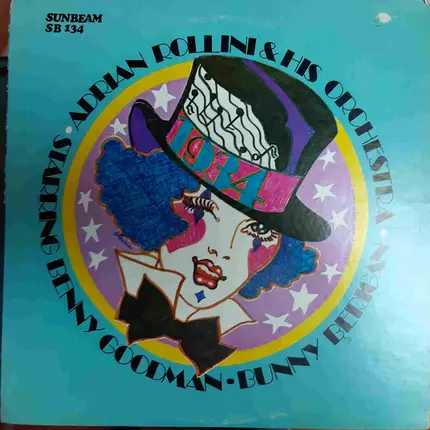 SUNBEAM
SB 134
ADRIAN ROLLINI & HIS ORCHESTRA • STARRING BENNY GOODMAN • BUNNY BERIGAN •
1934